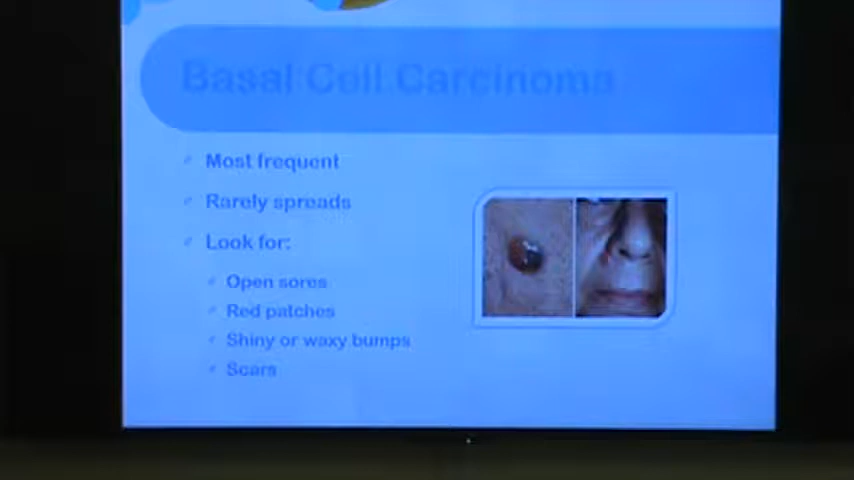 Basal Cell Carcinoma
Most frequent
Rarely spreads
Look for:
Open sores
Red patches
Shiny or waxy bumps
Scars